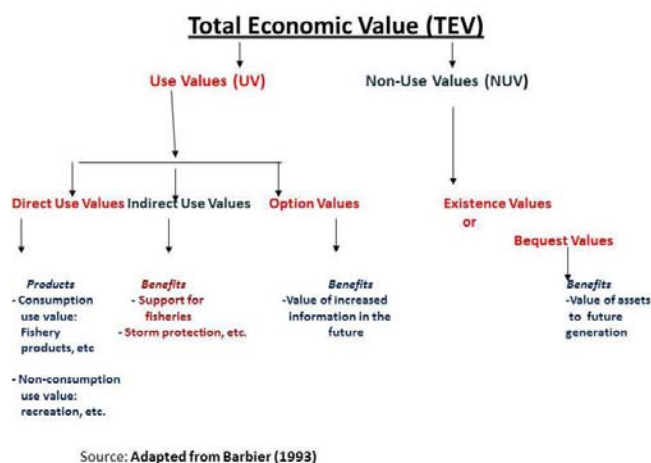 Total Economic Value (TEV)
Use Values (UV)
Non-Use Values (NUV)
Direct Use Values
Indirect Use Values
Option Values
Existence Values
or
Bequest Values
Products
- Consumption
use value:
Fishery
products, etc
- Non-consumption
use value:
recreation, etc.
Benefits
- Support for
fisheries
- Storm protection, etc.
Benefits
-Value of increased
information in the
future
Benefits
-Value of assets
to future
generation
Source: Adapted from Barbier (1993)